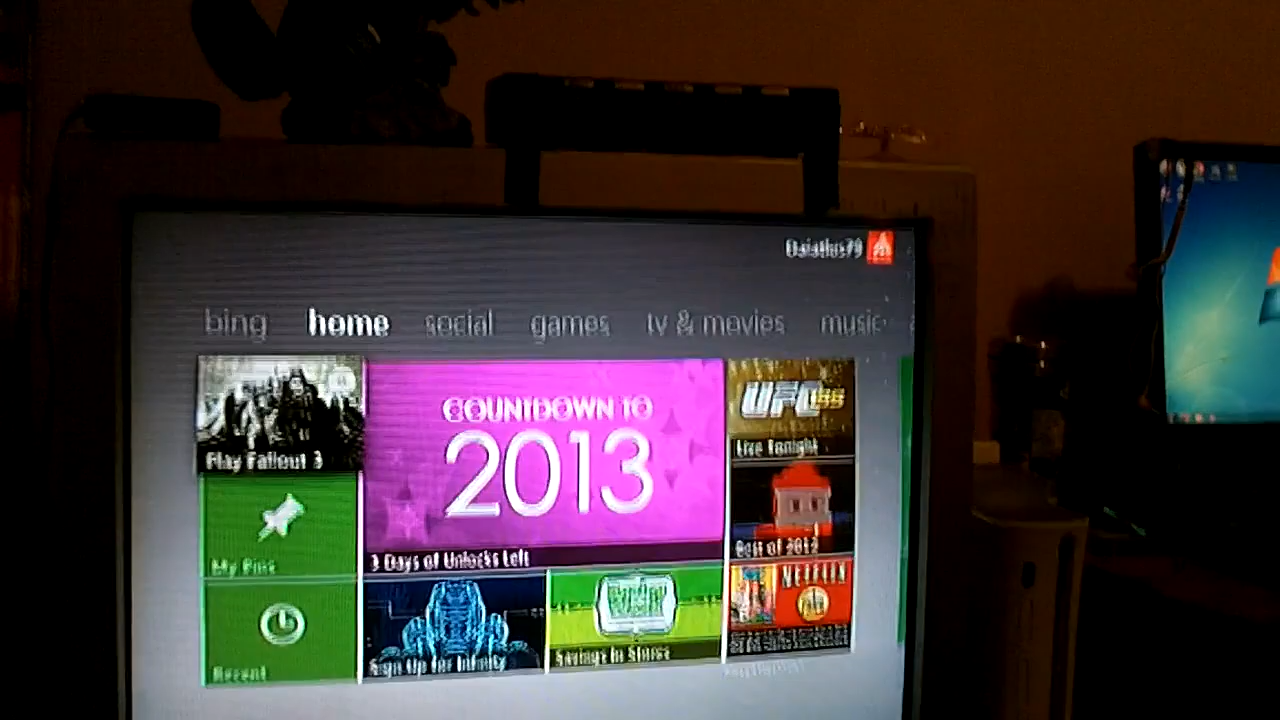 bing home social games tv & movies music
Play Fallout 3
COUNTDOWN TO
2013
3 Days of Unlocks Left
UFC
Live Tonight
My Pins
Best of 2012
Recent
Sign Up for Infinity
Savings In Stores
NETFLIX